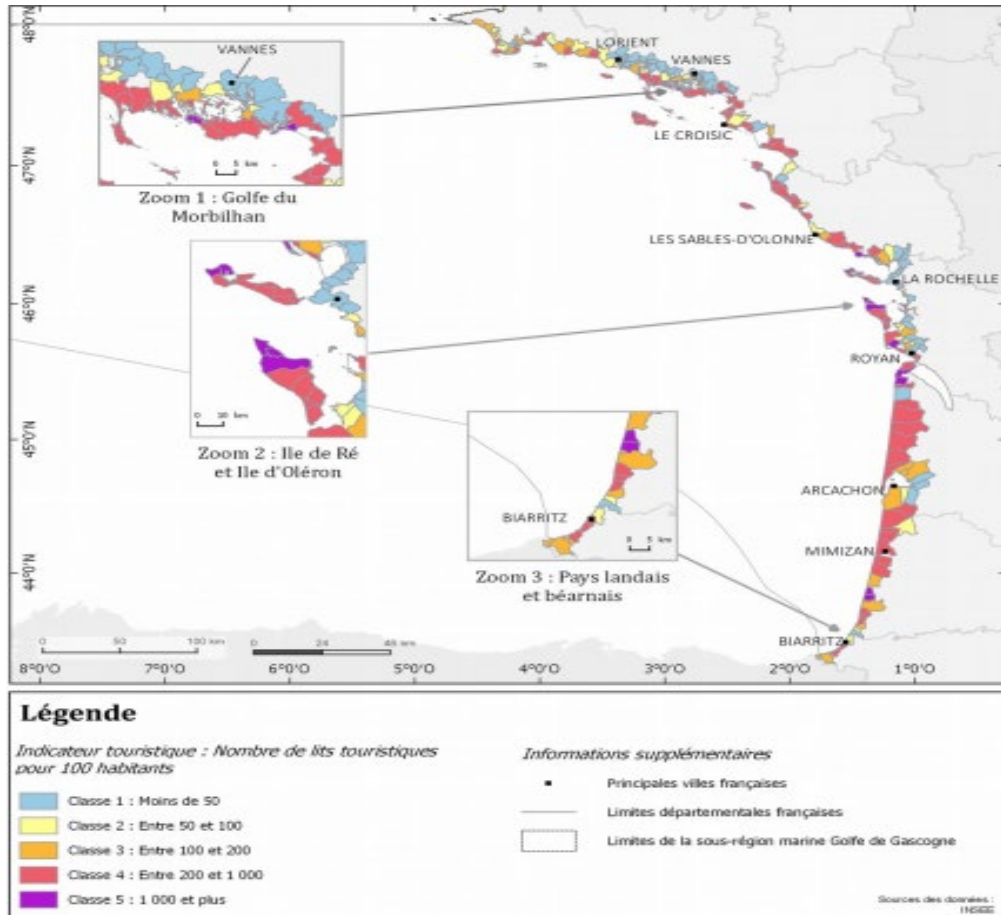 48°0'N
47°0'N
46°0'N
45°0'N
44°0'N
VANNES
0 5 km
Zoom 1 : Golfe du
Morbilhan
LORIENT
VANNES
LE CROISIC
LES SABLES-D'OLONNE
LA ROCHELLE
ROYAN
ARCACHON
MIMIZAN
BIARRITZ
0 10 km
Zoom 2 : Ile de Ré
et Ile d'Oléron
BIARRITZ
0 5 km
Zoom 3 : Pays landais
et béarnais
0 50 100 km
0 24 48 km
8°0'O 7°0'O 6°0'O 5°0'O 4°0'O 3°0'O 2°0'O 1°0'O
Légende
Indicateur touristique : Nombre de lits touristiques
pour 100 habitants
Classe 1 : Moins de 50
Classe 2 : Entre 50 et 100
Classe 3 : Entre 100 et 200
Classe 4 : Entre 200 et 1 000
Classe 5 : 1 000 et plus
Informations supplémentaires
Principales villes françaises
Limites départementales françaises
Limites de la sous-région marine Golfe de Gascogne
Sources des données :
INSEE